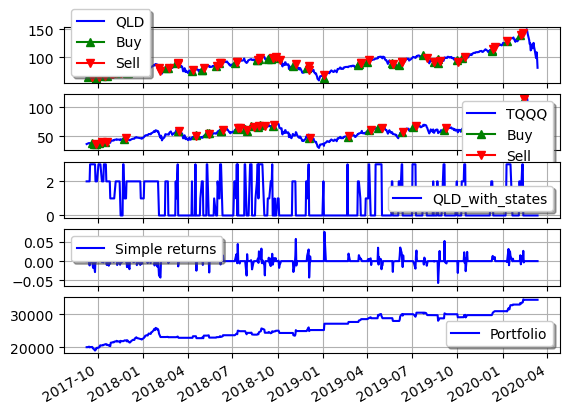 150
100
QLD
Buy
Sell
100
50
TQQQ
Buy
Sell
2
0
QLD_with_states
0.05
0.00
−0.05
Simple returns
30000
20000
Portfolio
2017-10
2018-01
2018-04
2018-07
2018-10
2019-01
2019-04
2019-07
2019-10
2020-01
2020-04